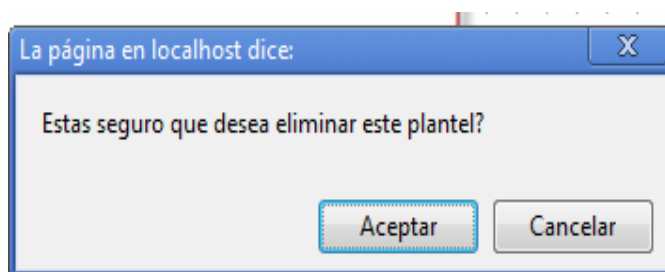 La página en localhost dice:
X
Estas seguro que desea eliminar este plantel?
Aceptar Cancelar